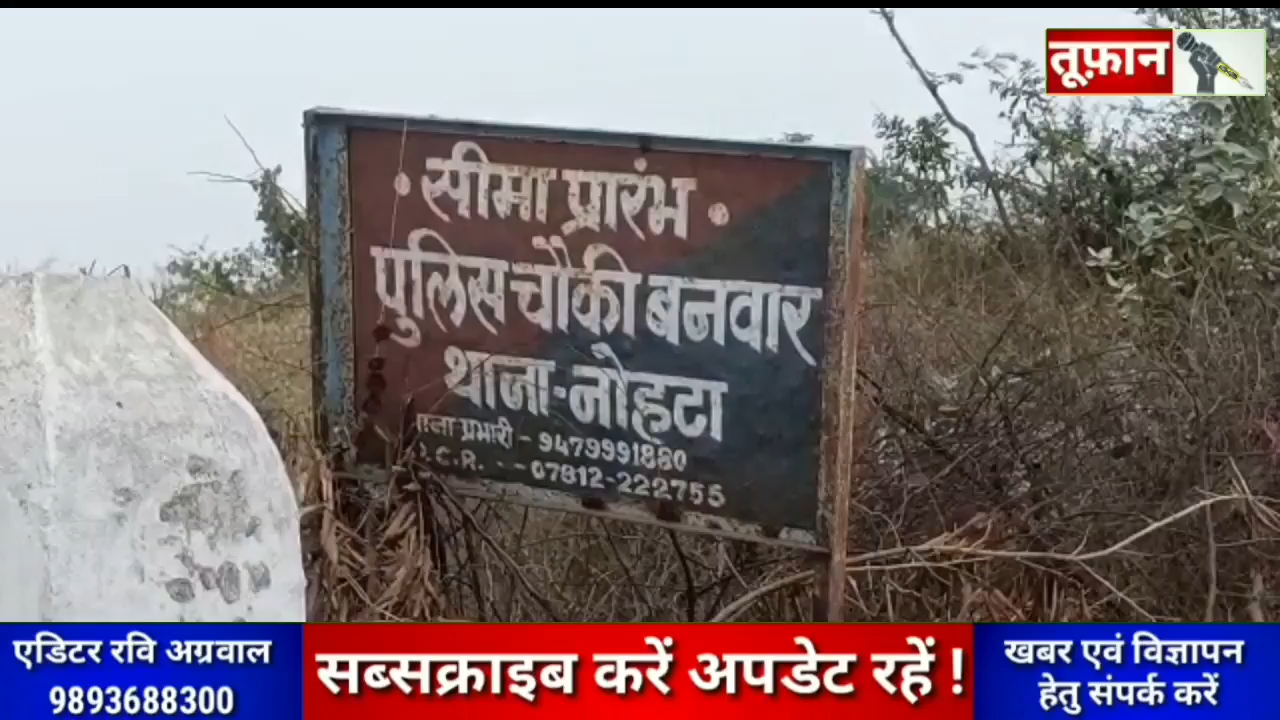 तूफ़ान
सीमा प्रारंभ
पुलिस चौकी बनवार
थाना-नोहटा
प्रभारी - 9479991880
.C.R. - 07812-222755
एडिटर रवि अग्रवाल
9893688300
सब्सक्राइब करें अपडेट रहें !
खबर एवं विज्ञापन
हेतु संपर्क करें